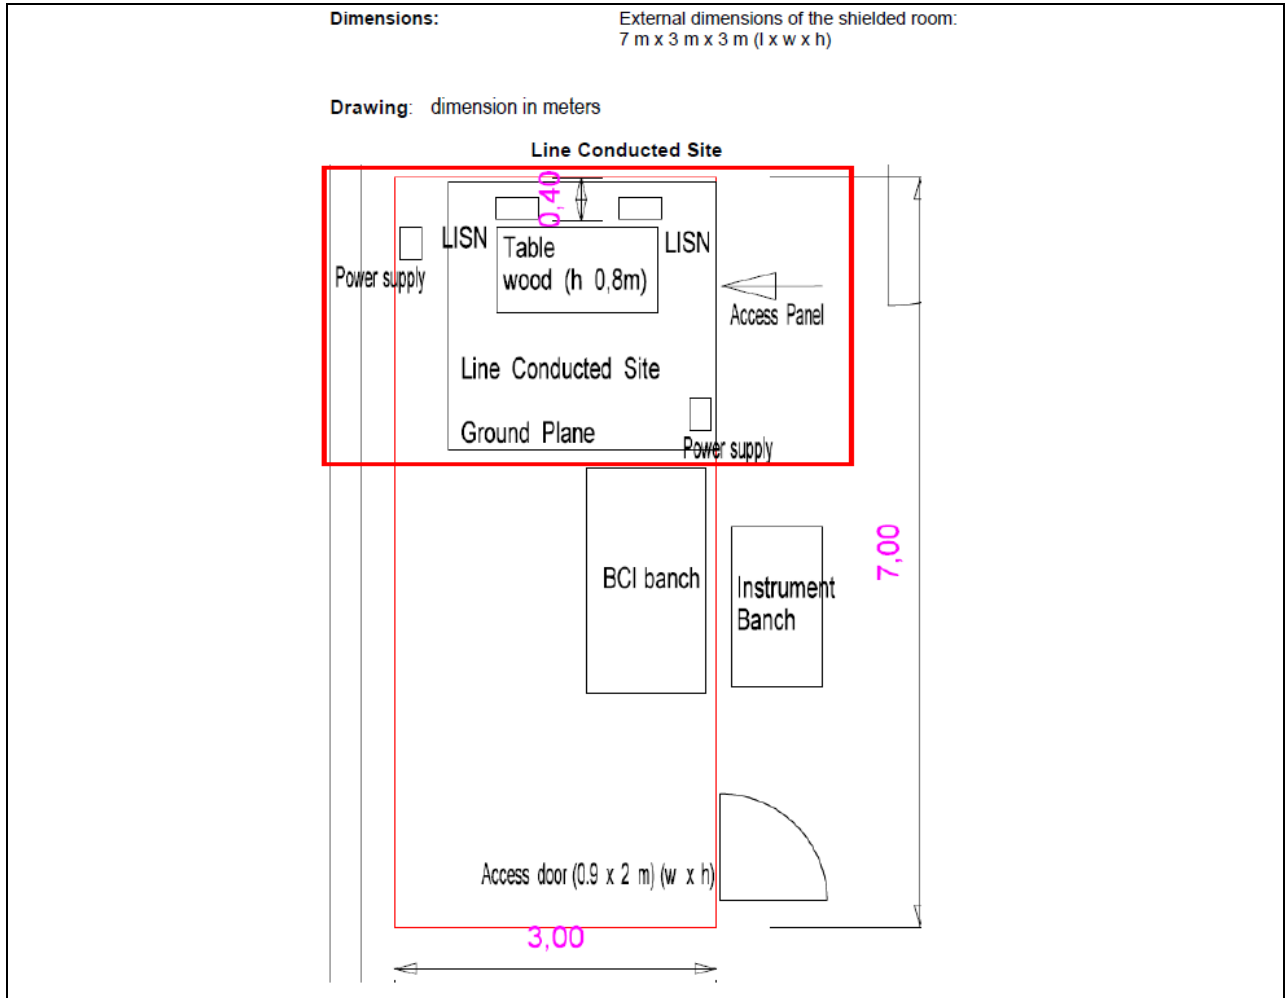 Dimensions: External dimensions of the shielded room:
7 m x 3 m x 3 m (l x w x h)
Drawing: dimension in meters
Line Conducted Site
0,40
LISN
LISN
Table
wood (h 0,8m)
Power supply
Access Panel
Line Conducted Site
Ground Plane
Power supply
7,00
BCI banch
Instrument
Banch
Access door (0.9 x 2 m) (w x h)
3,00